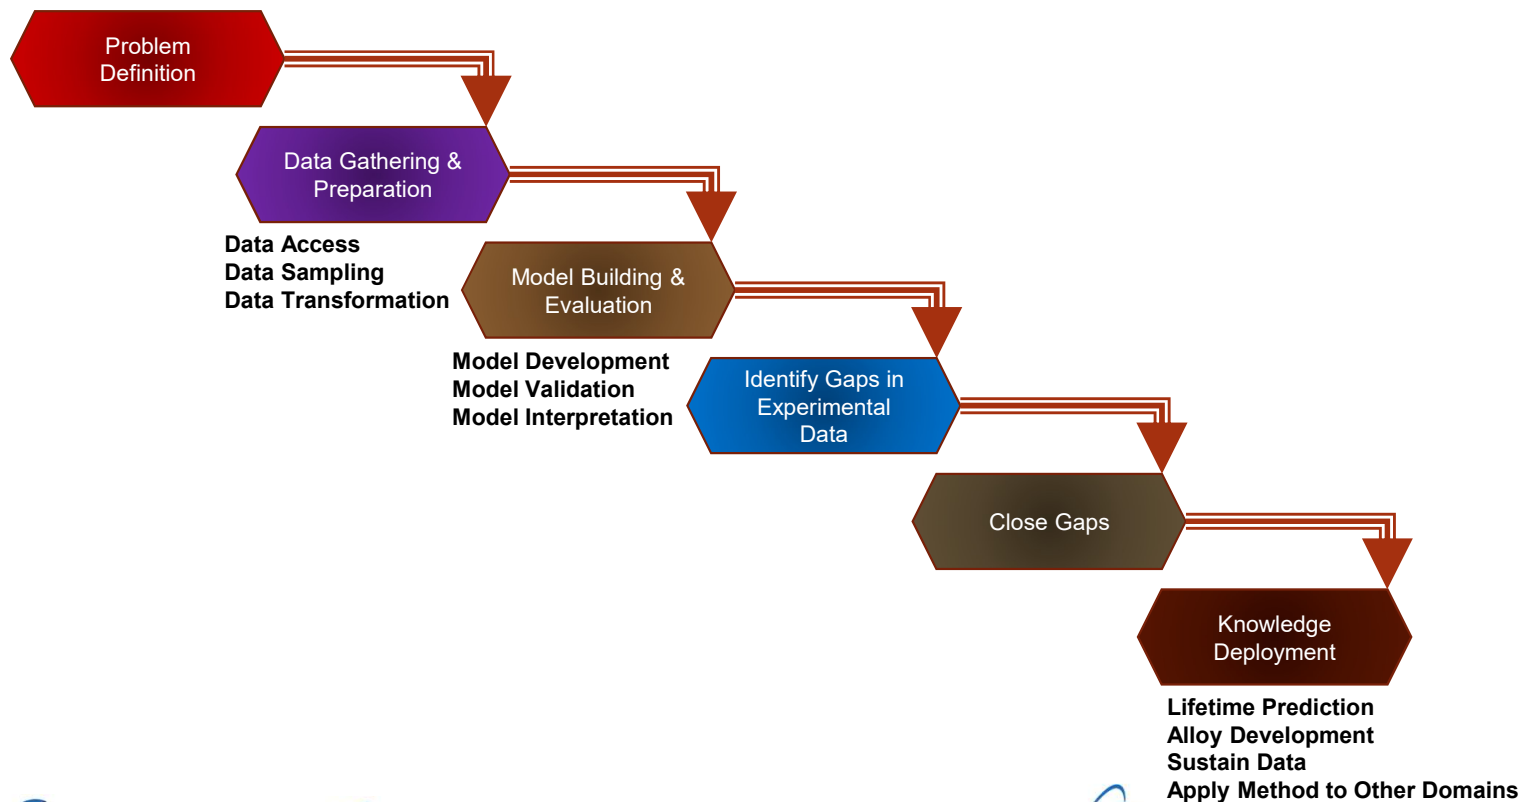 Problem
Definition
Data Gathering &
Preparation
Data Access
Data Sampling
Data Transformation
Model Building &
Evaluation
Model Development
Model Validation
Model Interpretation
Identify Gaps in
Experimental
Data
Close Gaps
Knowledge
Deployment
Lifetime Prediction
Alloy Development
Sustain Data
Apply Method to Other Domains